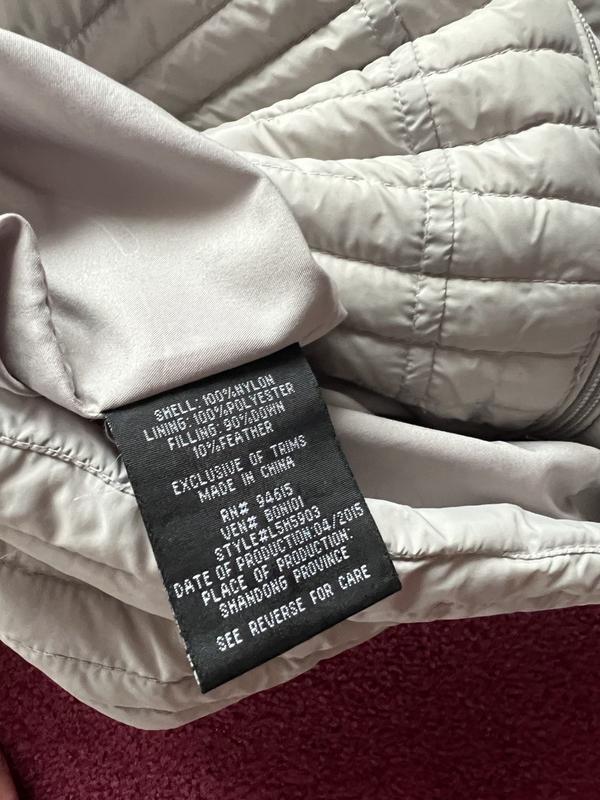 SHELL:100%NYLON
LINING:100%POLYESTER
FILLING:90%DOWN
10%FEATHER
EXCLUSIVE OF TRIMS
MADE IN CHINA
RN# 94615
VEN# BONI01
STYLE#L5H5903
DATE OF PRODUCTION:04/2015
PLACE OF PRODUCTION:
SHANDONG PROVINCE
SEE REVERSE FOR CARE